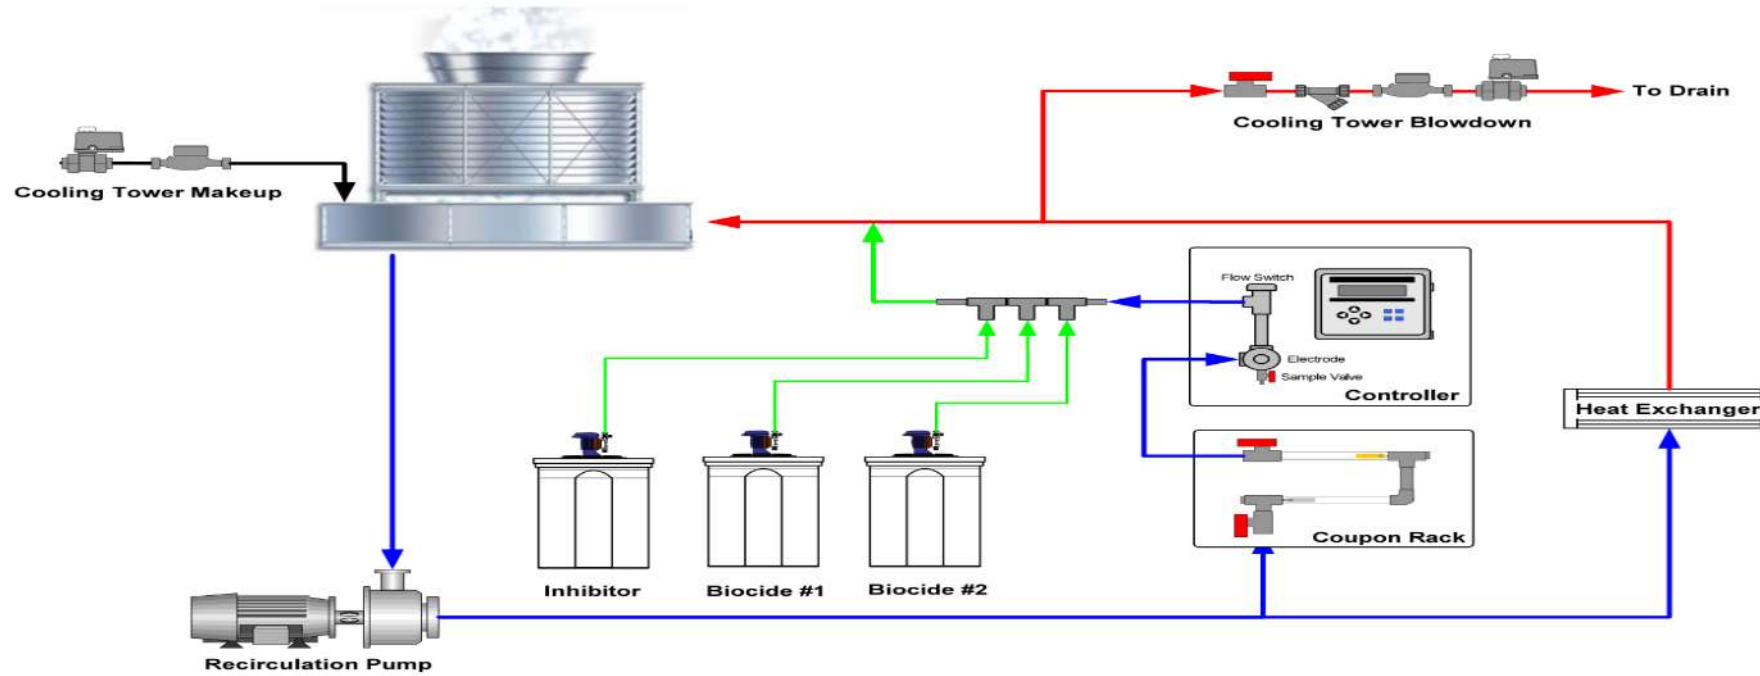 To Drain
Cooling Tower Blowdown
Cooling Tower Makeup
Flow Switch
Electrode
Sample Valve
Controller
Heat Exchanger
Coupon Rack
Inhibitor
Biocide #1
Biocide #2
Recirculation Pump